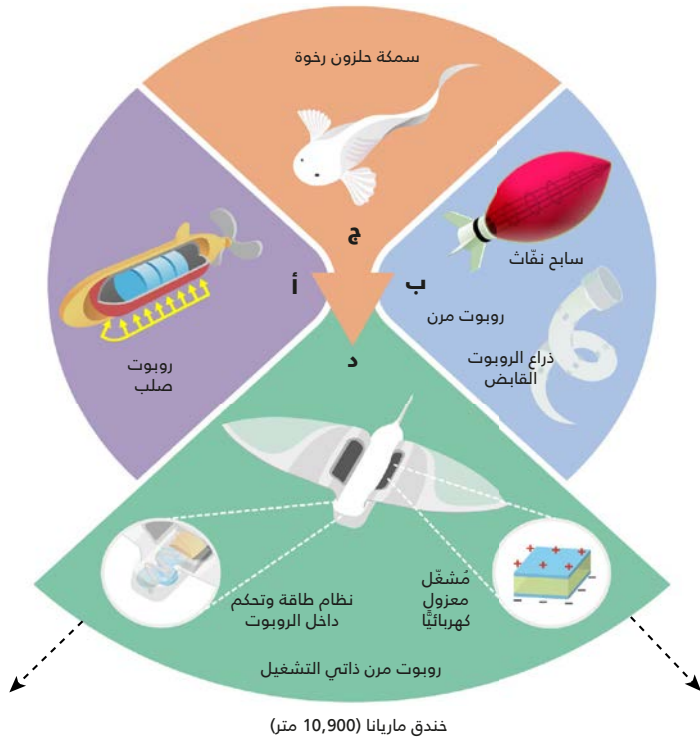 سمكة حلزون رخوة
ج
سابح نفّاث
ب
أ
روبوت مرن
ذراع الروبوت
القابض
روبوت
صلب
د
مُشغّل
معزول
كهربائيًّا
نظام طاقة وتحكم
داخل الروبوت
روبوت مرن ذاتي التشغيل
خندق ماريانا (10,900 متر)